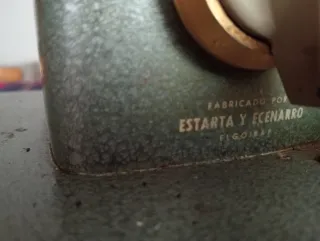 FABRICADO POR
ESTARTA Y ECENARRO
ELGOIBAR